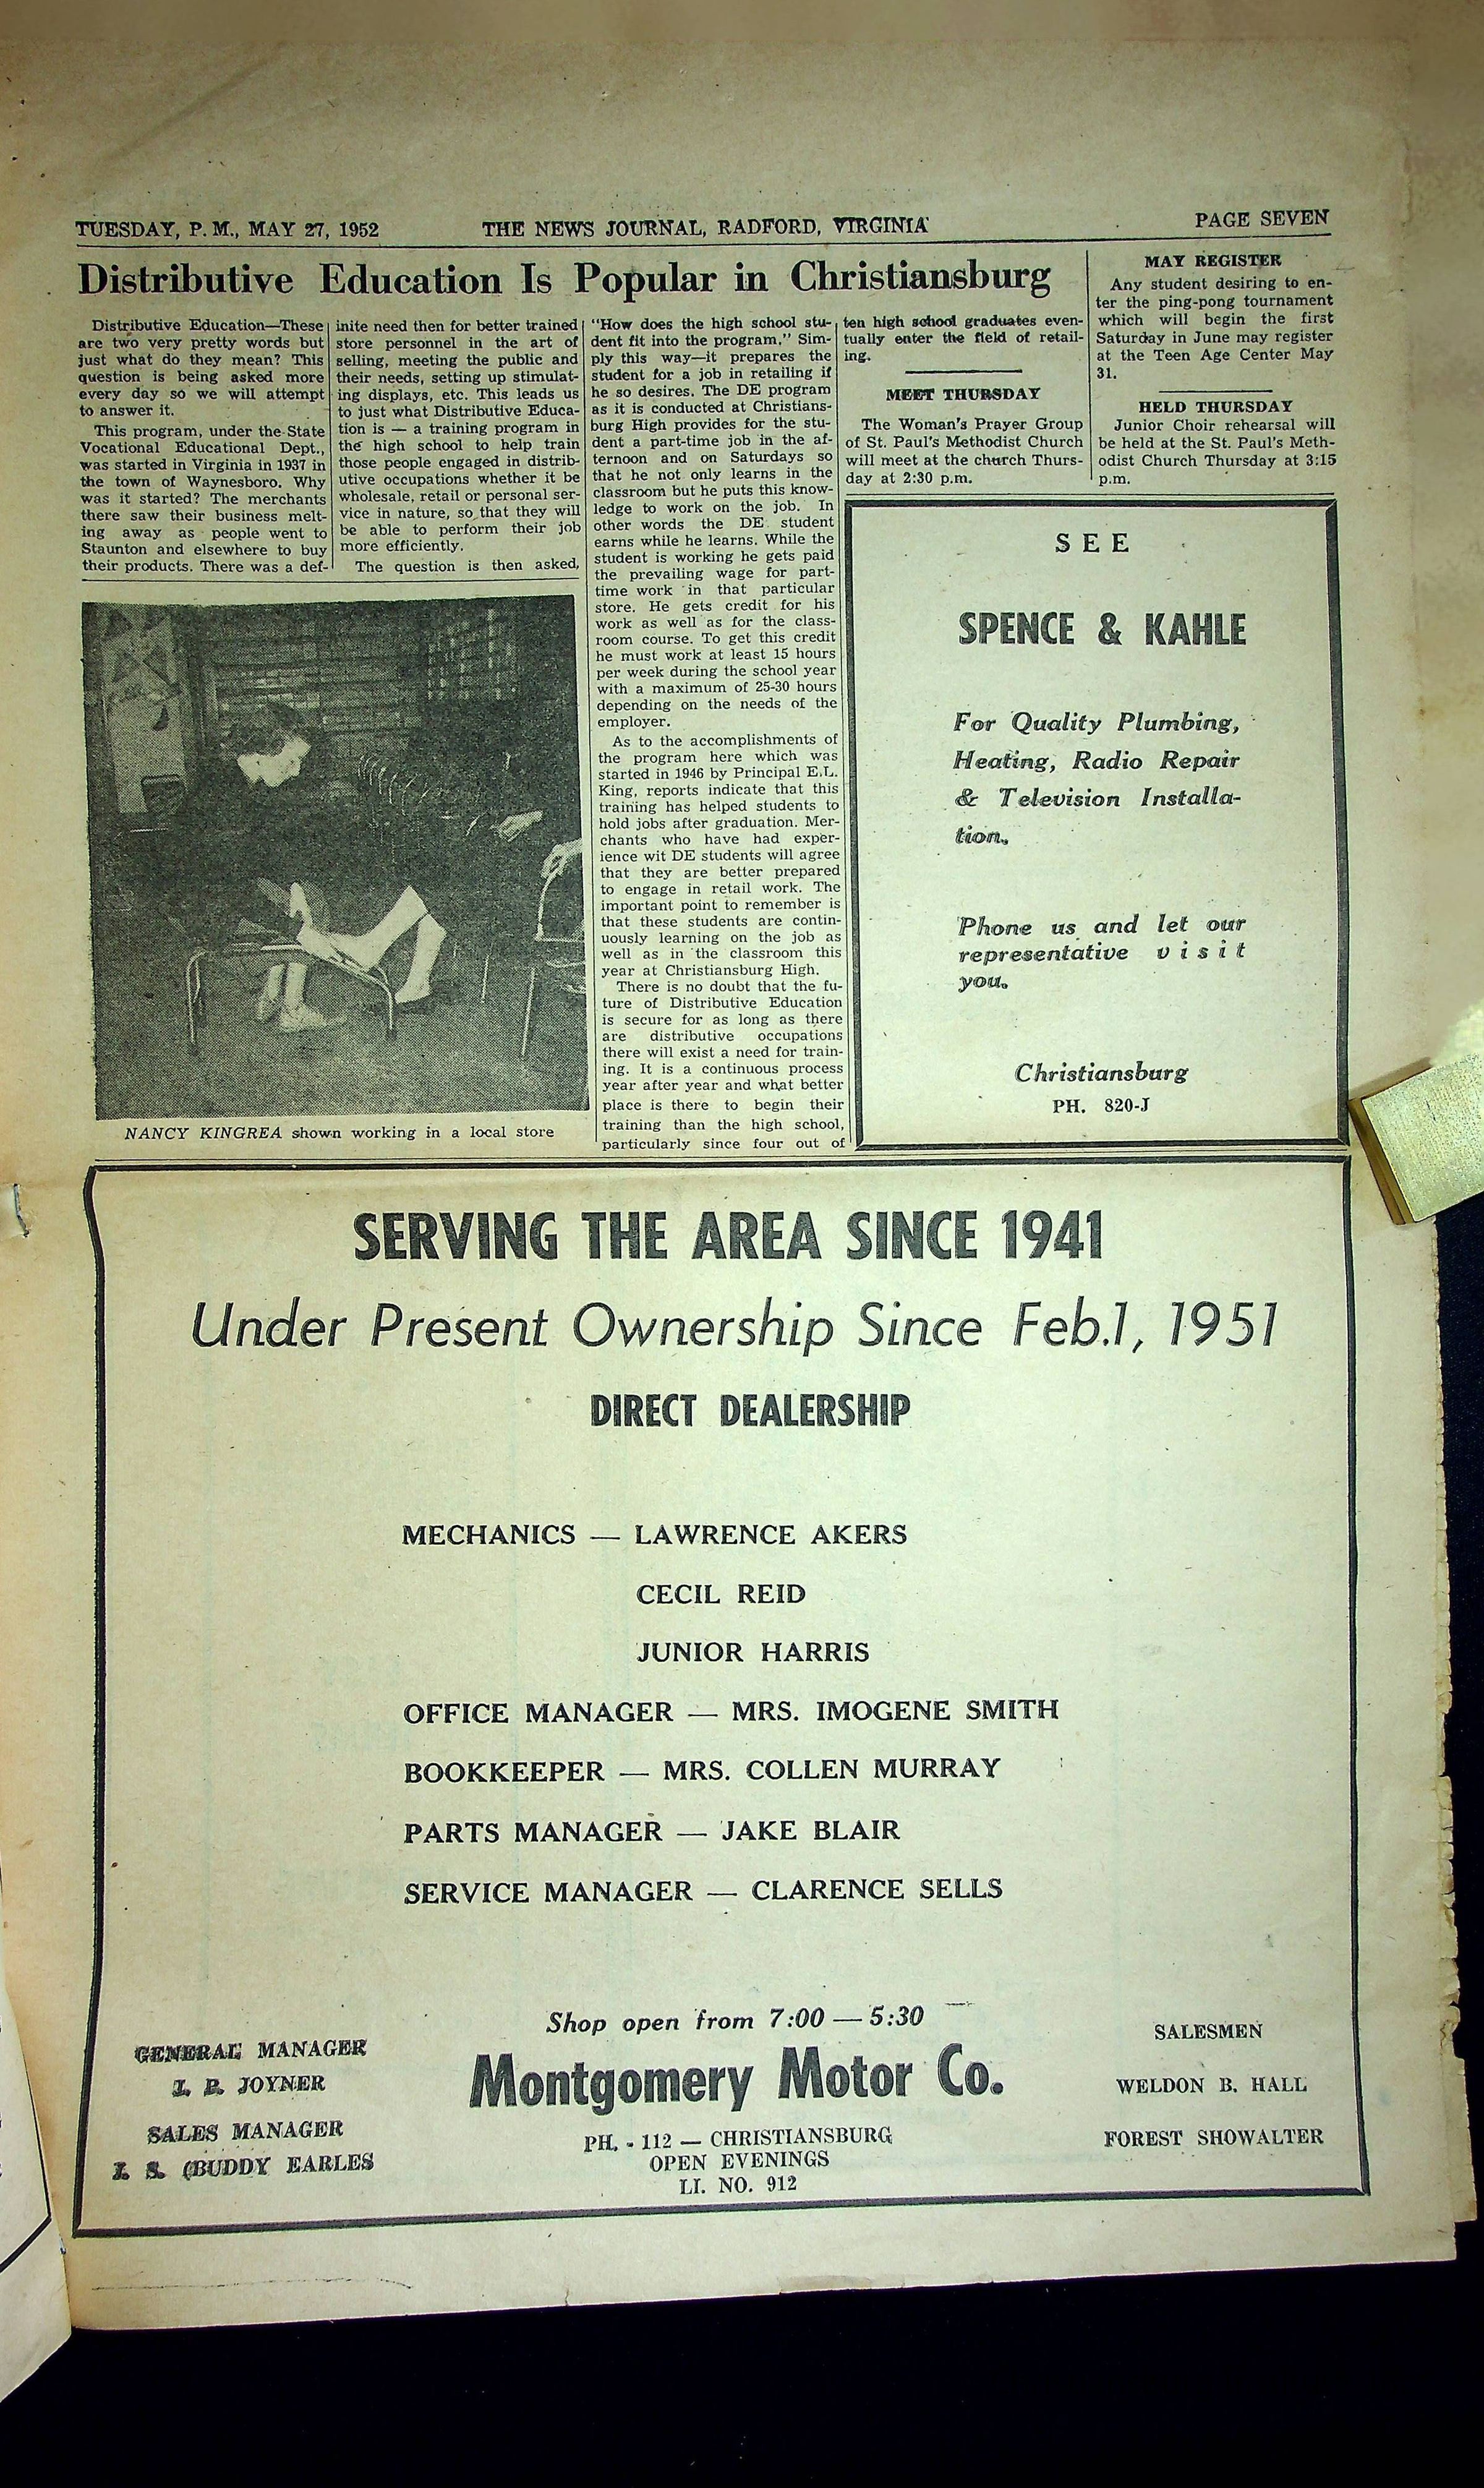 TUESDAY, P. M., MAY 27, 1952
THE NEWS JOURNAL, RADFORD, VIRGINIA
PAGE SEVEN
Distributive Education Is Popular in Christiansburg
Distributive Education—These
are two very pretty words but
just what do they mean? This
question is being asked more
every day so we will attempt
to answer it.
This program, under the State
Vocational Educational Dept.,
was started in Virginia in 1937 in
the town of Waynesboro. Why
was it started? The merchants
there saw their business melt-
ing away as people went to
Staunton and elsewhere to buy
their products. There was a def-
inite need then for better trained
store personnel in the art of
selling, meeting the public and
their needs, setting up stimulat-
ing displays, etc. This leads us
to just what Distributive Educa-
tion is — a training program in
the high school to help train
those people engaged in distrib-
utive occupations whether it be
wholesale, retail or personal ser-
vice in nature, so that they will
be able to perform their job
more efficiently.
The question is then asked,
"How does the high school stu-
dent fit into the program," Sim-
ply this way—it prepares the
student for a job in retailing if
he so desires. The DE program
as it is conducted at Christians-
burg High provides for the stu-
dent a part-time job in the af-
ternoon and on Saturdays so
that he not only learns in the
classroom but he puts this know-
ledge to work on the job. In
other words the DE student
earns while he learns. While the
student is working he gets paid
the prevailing wage for part-
time work in that particular
store. He gets credit for his
work as well as for the class-
room course. To get this credit
he must work at least 15 hours
per week during the school year
with a maximum of 25-30 hours
depending on the needs of the
employer.
As to the accomplishments of
the program here which was
started in 1946 by Principal E.L.
King, reports indicate that this
training has helped students to
hold jobs after graduation. Mer-
chants who have had exper-
ience wit DE students will agree
that they are better prepared
to engage in retail work. The
important point to remember is
that these students are contin-
uously learning on the job as
well as in the classroom this
year at Christiansburg High.
There is no doubt that the fu-
ture of Distributive Education
is secure for as long as there
are distributive occupations
there will exist a need for train-
ing. It is a continuous process
year after year and what better
place is there to begin their
training than the high school,
particularly since four out of
ten high school graduates even-
tually enter the field of retail-
ing.
NANCY KINGREA shown working in a local store
MEET THURSDAY
The Woman's Prayer Group
of St. Paul's Methodist Church
will meet at the church Thurs-
day at 2:30 p.m.
MAY REGISTER
Any student desiring to en-
ter the ping-pong tournament
which will begin the first
Saturday in June may register
at the Teen Age Center May
31.
HELD THURSDAY
Junior Choir rehearsal will
be held at the St. Paul's Meth-
odist Church Thursday at 3:15
p.m.
SEE
SPENCE & KAHLE
For Quality Plumbing,
Heating, Radio Repair
& Television Installa-
tion.
Phone us and let our
representative visit
you.
Christiansburg
PH. 820-J
SERVING THE AREA SINCE 1941
Under Present Ownership Since Feb.1, 1951
DIRECT DEALERSHIP
MECHANICS — LAWRENCE AKERS
CECIL REID
JUNIOR HARRIS
OFFICE MANAGER — MRS. IMOGENE SMITH
BOOKKEEPER — MRS. COLLEN MURRAY
PARTS MANAGER — JAKE BLAIR
SERVICE MANAGER — CLARENCE SELLS
GENERAL MANAGER
J. P. JOYNER
SALES MANAGER
J. S. (BUDDY EARLES
Shop open from 7:00 — 5:30
Montgomery Motor Co.
PH. - 112 — CHRISTIANSBURG
OPEN EVENINGS
LI. NO. 912
SALESMEN
WELDON B. HALL
FOREST SHOWALTER